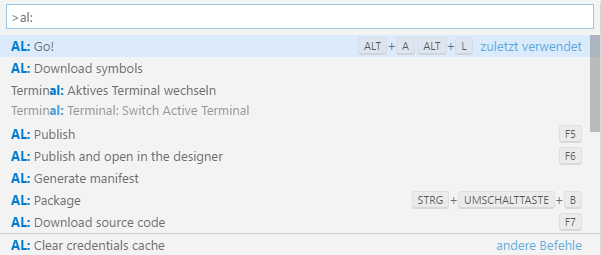 >al:
AL: Go! ALT + A ALT + L zuletzt verwendet
AL: Download symbols
Terminal: Aktives Terminal wechseln
Terminal: Terminal: Switch Active Terminal
AL: Publish F5
AL: Publish and open in the designer F6
AL: Generate manifest
AL: Package STRG + UMSCHALTTASTE + B
AL: Download source code F7
AL: Clear credentials cache andere Befehle